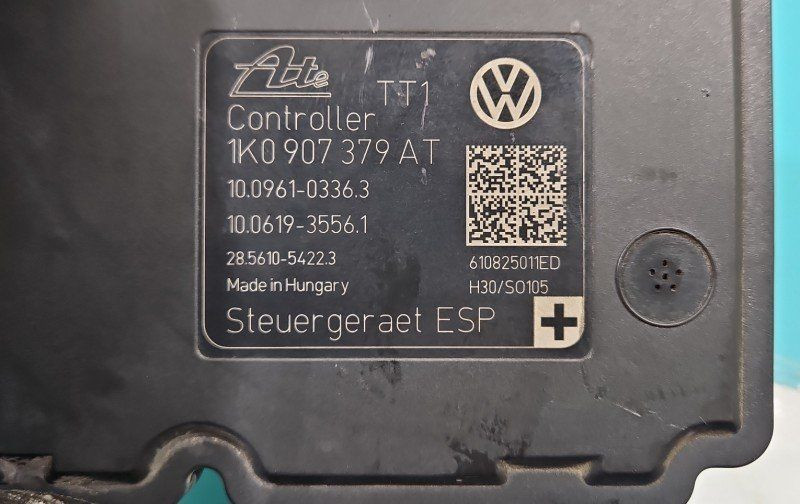 Ate TT1
Controller
1K0 907 379 AT
10.0961-0336.3
10.0619-3556.1
28.5610-5422.3
610825011ED
Made in Hungary
H30/SO105
Steuergeraet ESP